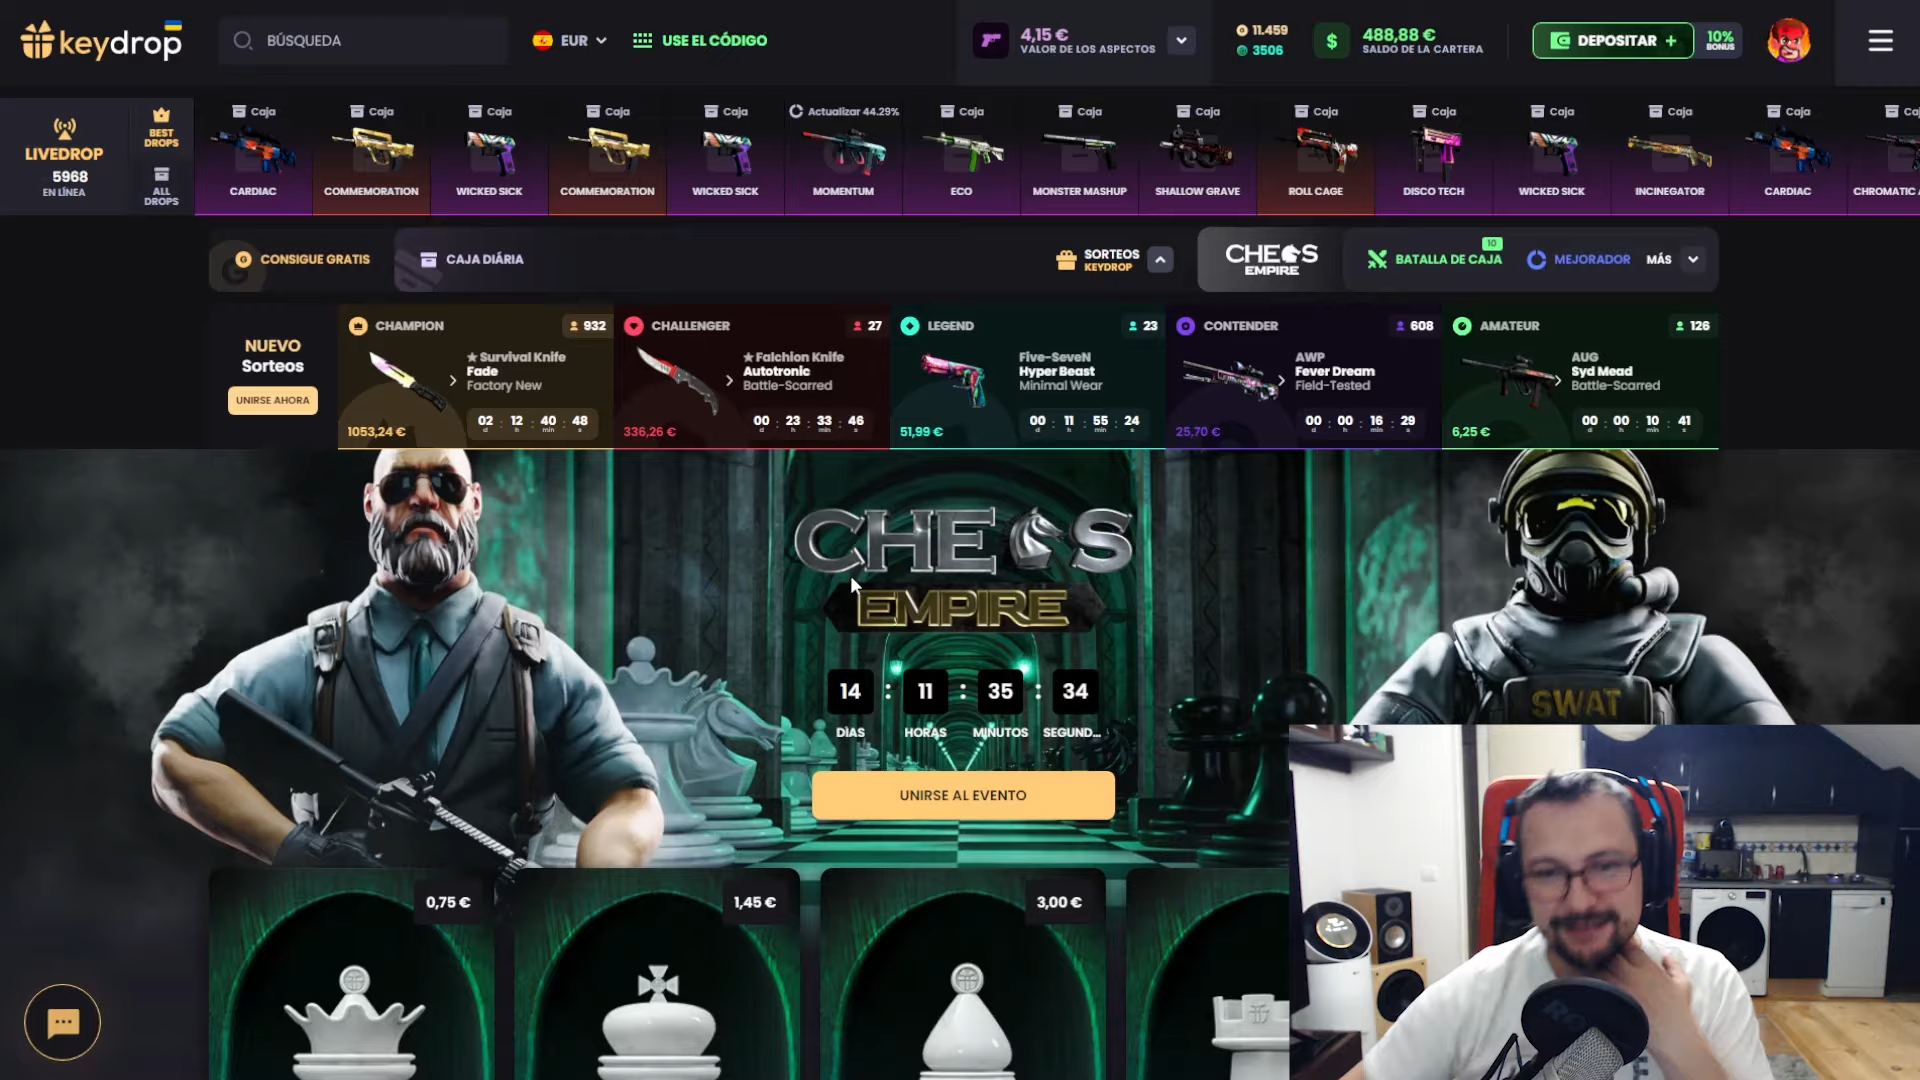 keydrop
BÚSQUEDA
EUR
USE EL CÓDIGO
4,15 €
VALOR DE LOS ASPECTOS
11.459
3506
$
488,88 €
SALDO DE LA CARTERA
DEPOSITAR +
10%
BONUS
LIVEDROP
5968
EN LÍNEA
BEST
DROPS
ALL
DROPS
Caja
CARDIAC
Caja
COMMEMORATION
Caja
WICKED SICK
Caja
COMMEMORATION
Caja
WICKED SICK
Actualizar 44.29%
MOMENTUM
Caja
ECO
Caja
MONSTER MASHUP
Caja
SHALLOW GRAVE
Caja
ROLL CAGE
Caja
DISCO TECH
Caja
WICKED SICK
Caja
INCINEGATOR
Caja
CARDIAC
Ca
CHROMATIC A
G CONSIGUE GRATIS
CAJA DIÁRIA
SORTEOS
KEYDROP
CHESS
EMPIRE
BATALLA DE CAJA
10
MEJORADOR
MÁS
NUEVO
Sorteos
UNIRSE AHORA
CHAMPION
932
★ Survival Knife
Fade
Factory New
1053,24 €
02 : 12 : 40 : 48
d h min s
CHALLENGER
27
★ Falchion Knife
Autotronic
Battle-Scarred
336,26 €
00 : 23 : 33 : 46
d h min s
LEGEND
23
Five-SeveN
Hyper Beast
Minimal Wear
51,99 €
00 : 11 : 55 : 24
d h min s
CONTENDER
608
AWP
Fever Dream
Field-Tested
25,70 €
00 : 00 : 16 : 29
d h min s
AMATEUR
126
AUG
Syd Mead
Battle-Scarred
6,25 €
00 : 00 : 10 : 41
d h min s
CHESS
EMPIRE
14 : 11 : 35 : 34
DÍAS HORAS MINUTOS SEGUND...
UNIRSE AL EVENTO
SWAT
0,75 €
1,45 €
3,00 €